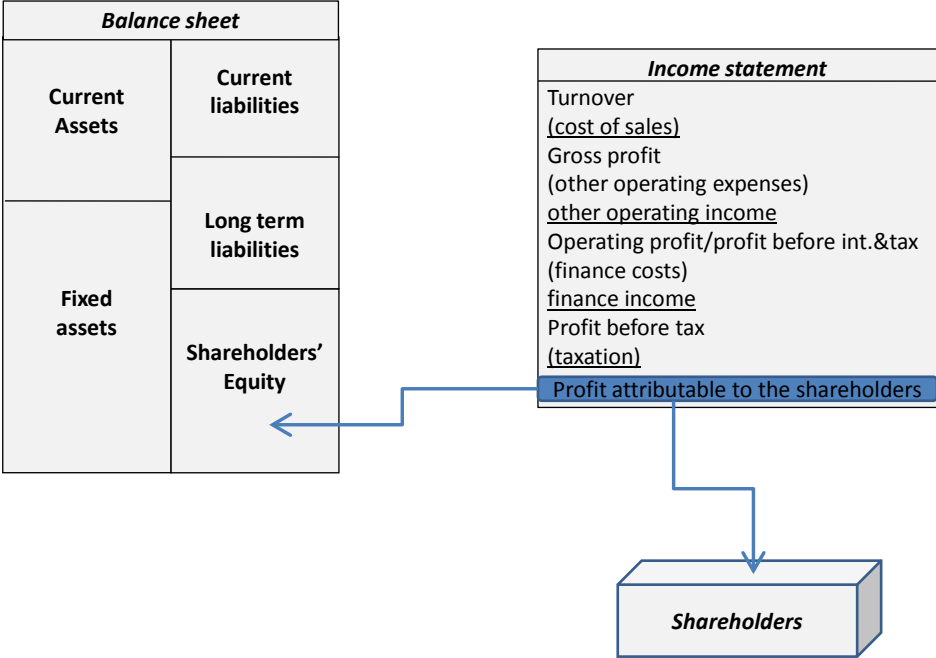 Balance sheet
Current
Assets
Fixed
assets
Current
liabilities
Long term
liabilities
Shareholders’
Equity
Income statement
Turnover
(cost of sales)
Gross profit
(other operating expenses)
other operating income
Operating profit/profit before int.&tax
(finance costs)
finance income
Profit before tax
(taxation)
Profit attributable to the shareholders
Shareholders